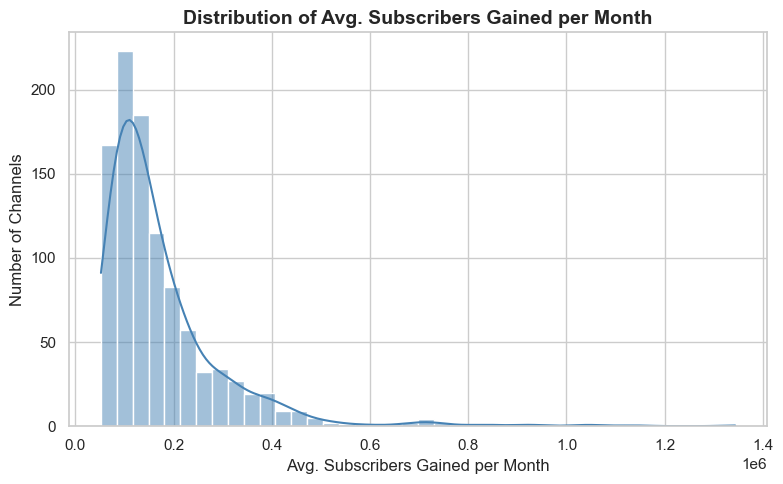 Distribution of Avg. Subscribers Gained per Month
Number of Channels
200
150
100
50
0
0.0 0.2 0.4 0.6 0.8 1.0 1.2 1.4
1e6
Avg. Subscribers Gained per Month